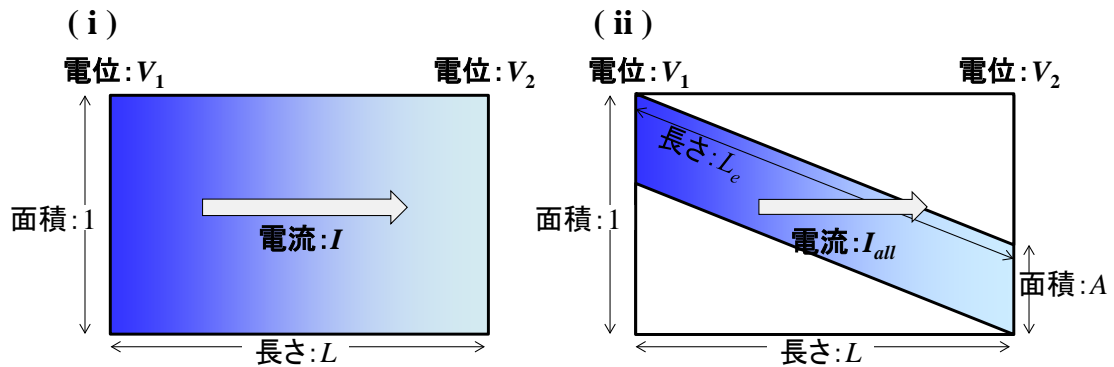 ( i )
電位:V1
電位:V2
面積:1
電流:I
長さ:L
( ii )
電位:V1
電位:V2
長さ:Le
面積:1
電流:Iall
面積:A
長さ:L